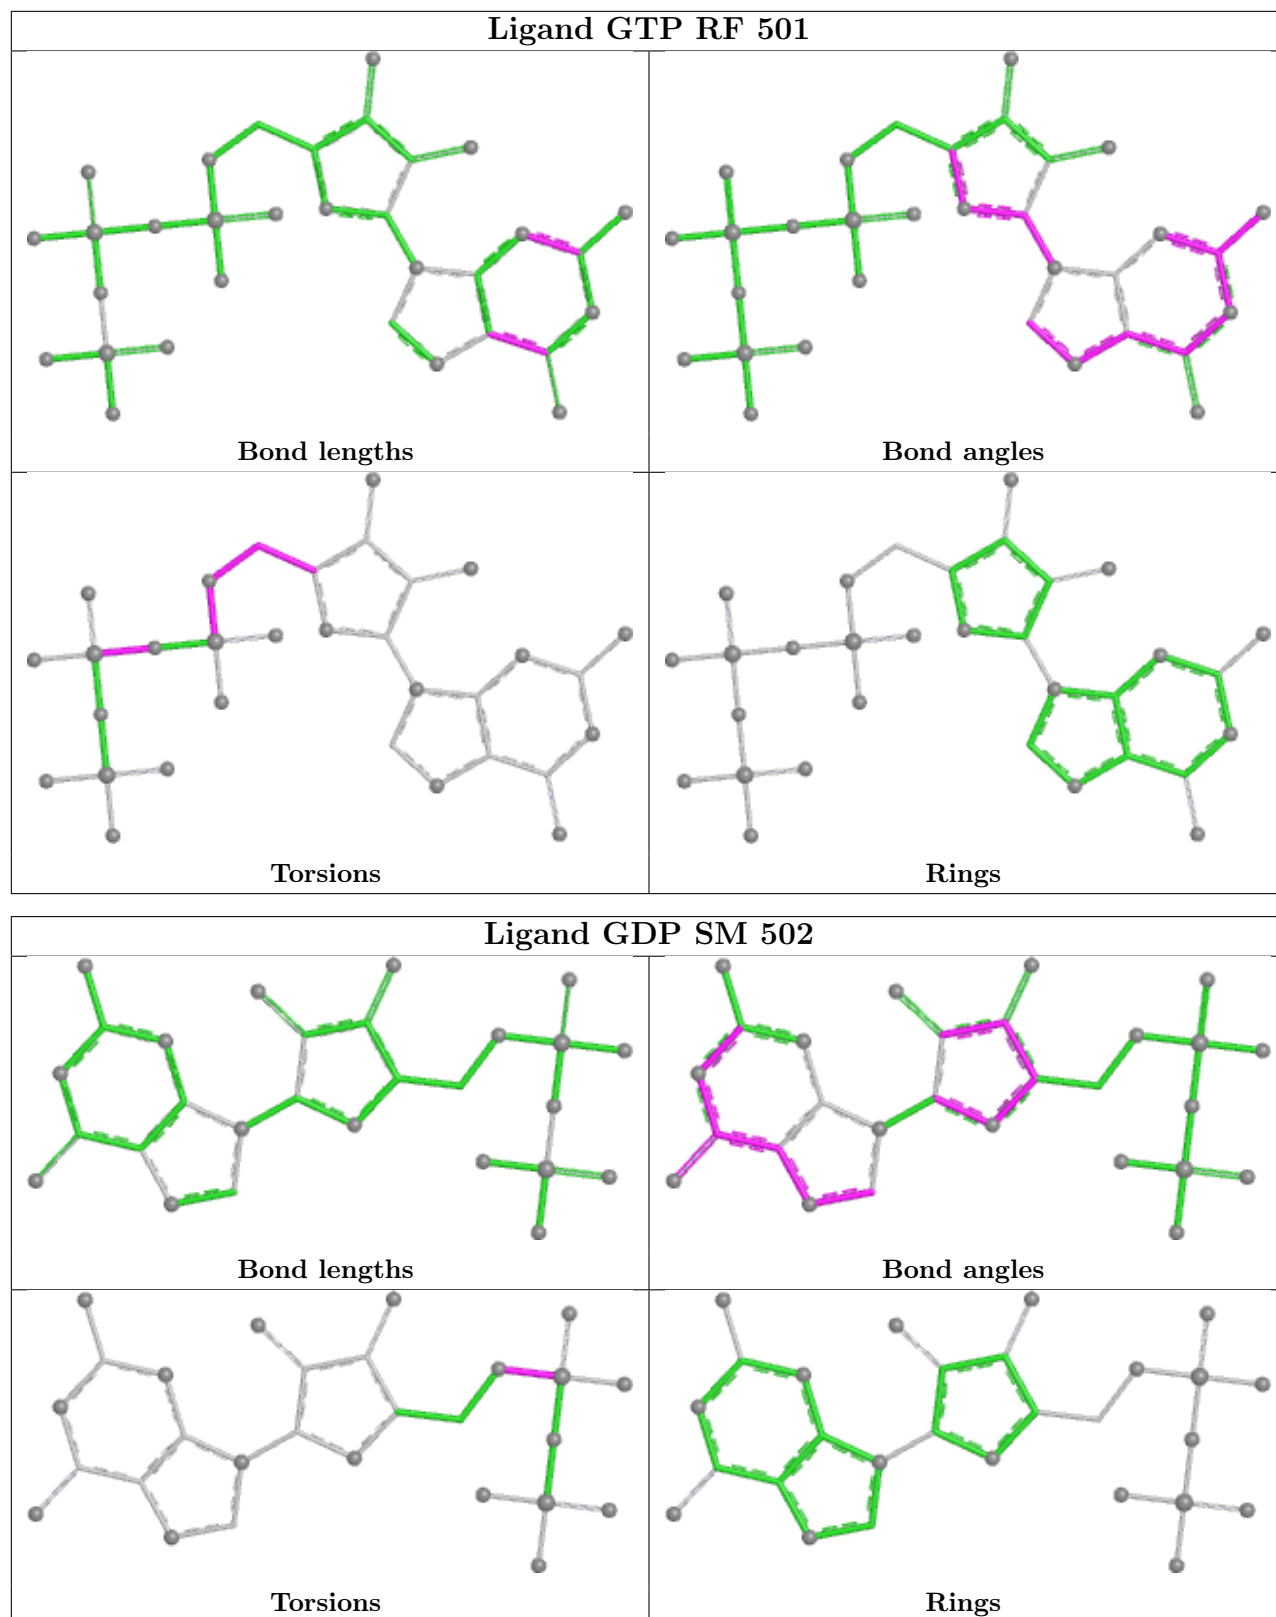 Ligand GTP RF 501
Bond lengths
Bond angles
Torsions
Rings
Ligand GDP SM 502
Bond lengths
Bond angles
Torsions
Rings